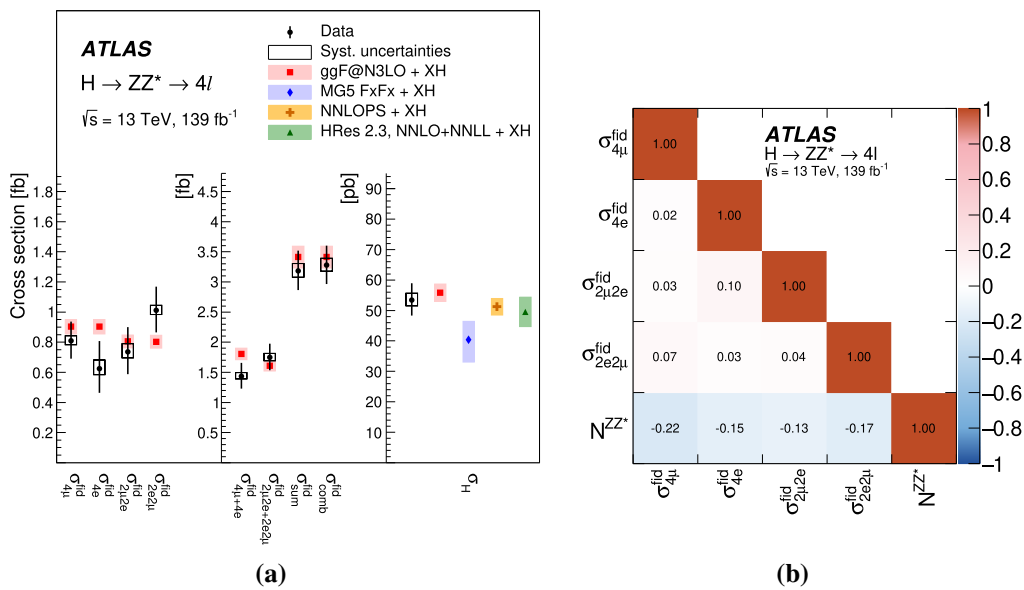 ATLAS
H → ZZ* → 4l
√s = 13 TeV, 139 fb⁻¹
Data
Syst. uncertainties
ggF@N3LO + XH
MG5 FxFx + XH
NNLOPS + XH
HRes 2.3, NNLO+NNLL + XH
Cross section [fb]
1.8
1.6
1.4
1.2
1
0.8
0.6
0.4
0.2
[fb]
4.5
4
3.5
3
2.5
2
1.5
1
0.5
[pb]
90
80
70
60
50
40
30
20
10
σ^fid_4μ
σ^fid_4e
σ^fid_2μ2e
σ^fid_2e2μ
σ^fid_4μ+4e
σ^fid_2μ2e+2e2μ
σ^fid_sum
σ^fid_comb
σ_H
(a)
ATLAS
H → ZZ* → 4l
√s = 13 TeV, 139 fb⁻¹
σ^fid_4μ 1.00
σ^fid_4e 0.02 1.00
σ^fid_2μ2e 0.03 0.10 1.00
σ^fid_2e2μ 0.07 0.03 0.04 1.00
N^ZZ* -0.22 -0.15 -0.13 -0.17 1.00
σ^fid_4μ σ^fid_4e σ^fid_2μ2e σ^fid_2e2μ N^ZZ*
1
0.8
0.6
0.4
0.2
0
−0.2
−0.4
−0.6
−0.8
−1
(b)